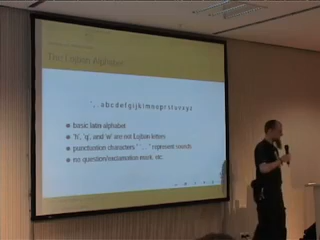 The Lojban Alphabet
' , . a b c d e f g i j k l m n o p r s t u v x y z
basic latin alphabet
'h', 'q', and 'w' are not Lojban letters
punctuation characters " ' , . " represent sounds
no question/exclamation mark, etc.